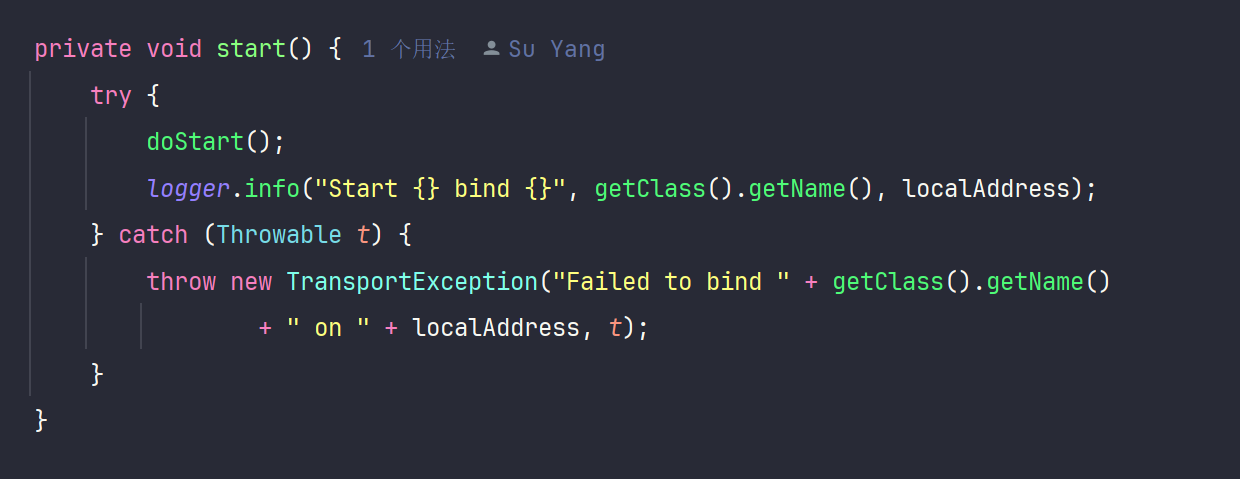 private void start() { 1 个用法 Su Yang
try {
doStart();
logger.info("Start {} bind {}", getClass().getName(), localAddress);
} catch (Throwable t) {
throw new TransportException("Failed to bind " + getClass().getName()
+ " on " + localAddress, t);
}
}